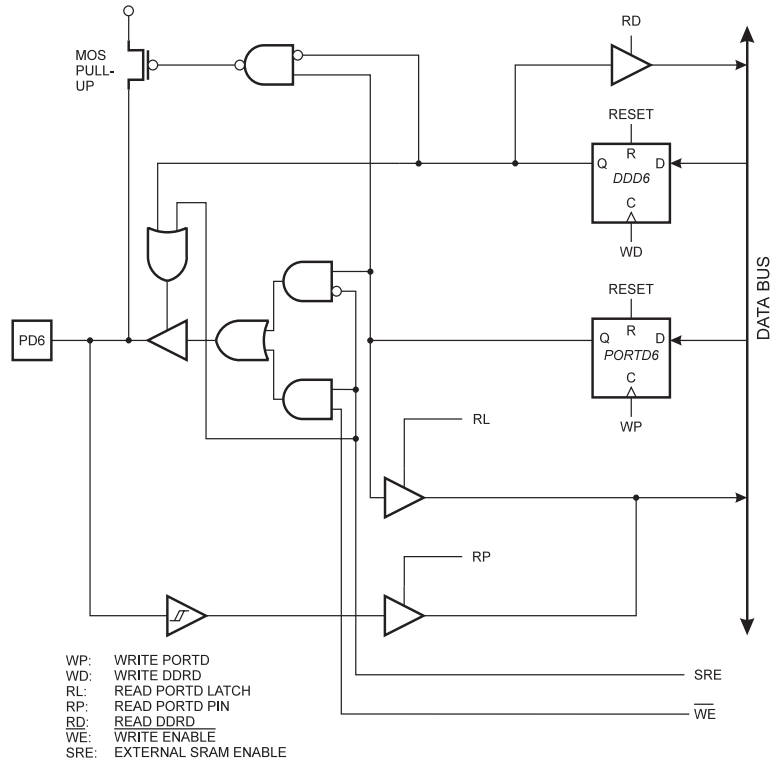 RD
MOS
PULL-
UP
RESET
R
Q
D
DDD6
C
WD
DATA BUS
RESET
R
PD6
Q
D
PORTD6
C
WP
RL
RP
WP: WRITE PORTD
WD: WRITE DDRD
RL: READ PORTD LATCH
RP: READ PORTD PIN
RD: READ DDRD
WE: WRITE ENABLE
SRE: EXTERNAL SRAM ENABLE
SRE
WE